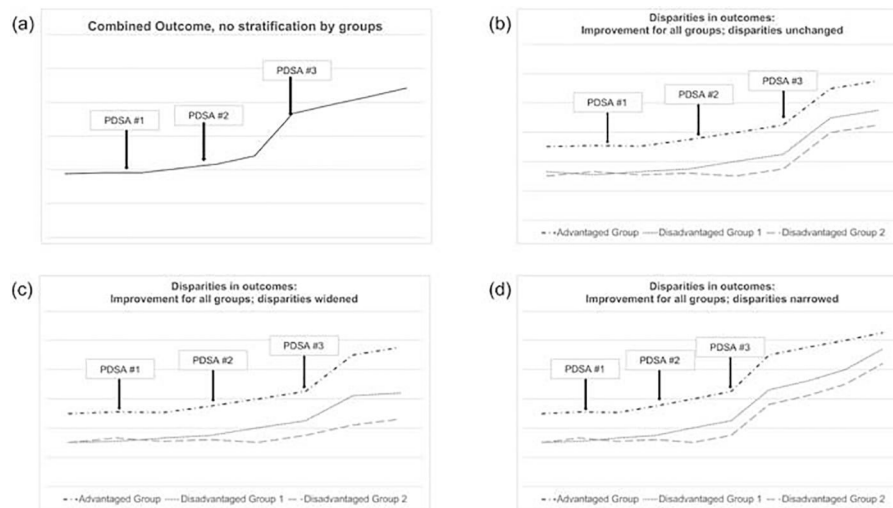 (a)
Combined Outcome, no stratification by groups
PDSA #1
PDSA #2
PDSA #3
(b)
Disparities in outcomes:
Improvement for all groups; disparities unchanged
PDSA #1
PDSA #2
PDSA #3
Advantaged Group Disadvantaged Group 1 Disadvantaged Group 2
(c)
Disparities in outcomes:
Improvement for all groups; disparities widened
PDSA #1
PDSA #2
PDSA #3
Advantaged Group Disadvantaged Group 1 Disadvantaged Group 2
(d)
Disparities in outcomes:
Improvement for all groups; disparities narrowed
PDSA #1
PDSA #2
PDSA #3
Advantaged Group Disadvantaged Group 1 Disadvantaged Group 2